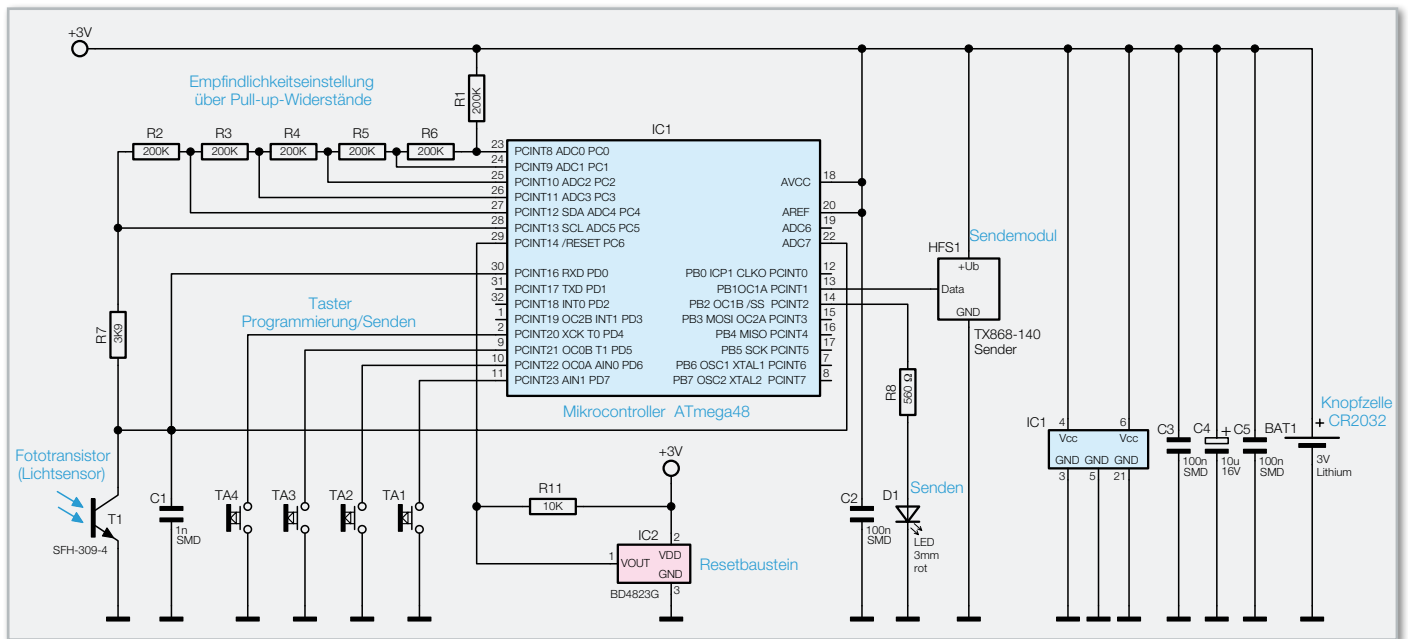 +3V
Empfindlichkeitseinstellung
über Pull-up-Widerstände
R1
200K
R2
200K
R3
200K
R4
200K
R5
200K
R6
200K
IC1
23
24
25
26
27
28
29
30
31
32
1
2
9
10
11
PCINT8 ADC0 PC0
PCINT9 ADC1 PC1
PCINT10 ADC2 PC2
PCINT11 ADC3 PC3
PCINT12 SDA ADC4 PC4
PCINT13 SCL ADC5 PC5
PCINT14 /RESET PC6
PCINT16 RXD PD0
PCINT17 TXD PD1
PCINT18 INT0 PD2
PCINT19 OC2B INT1 PD3
PCINT20 XCK T0 PD4
PCINT21 OC0B T1 PD5
PCINT22 OC0A AIN0 PD6
PCINT23 AIN1 PD7
AVCC
AREF
ADC6
ADC7
PB0 ICP1 CLKO PCINT0
PB1OC1A PCINT1
PB2 OC1B /SS PCINT2
PB3 MOSI OC2A PCINT3
PB4 MISO PCINT4
PB5 SCK PCINT5
PB6 OSC1 XTAL1 PCINT6
PB7 OSC2 XTAL2 PCINT7
18
20
19
22
12
13
14
15
16
17
7
8
Mikrocontroller ATmega48
Taster
Programmierung/Senden
R7
3K9
Sendemodul
HFS1
+Ub
Data
GND
TX868-140
Sender
R8
560 Ω
Fototransistor
(Lichtsensor)
T1
SFH-309-4
C1
1n
SMD
TA4
TA3
TA2
TA1
+3V
R11
10K
IC2
2
1
VOUT
VDD
GND
3
BD4823G
Resetbaustein
C2
100n
SMD
Senden
D1
LED
3mm
rot
IC1
4
6
Vcc
Vcc
GND
GND
GND
3
5
21
C3
100n
SMD
C4
+
10u
16V
C5
100n
SMD
BAT1
+
Knopfzelle
CR2032
3V
Lithium